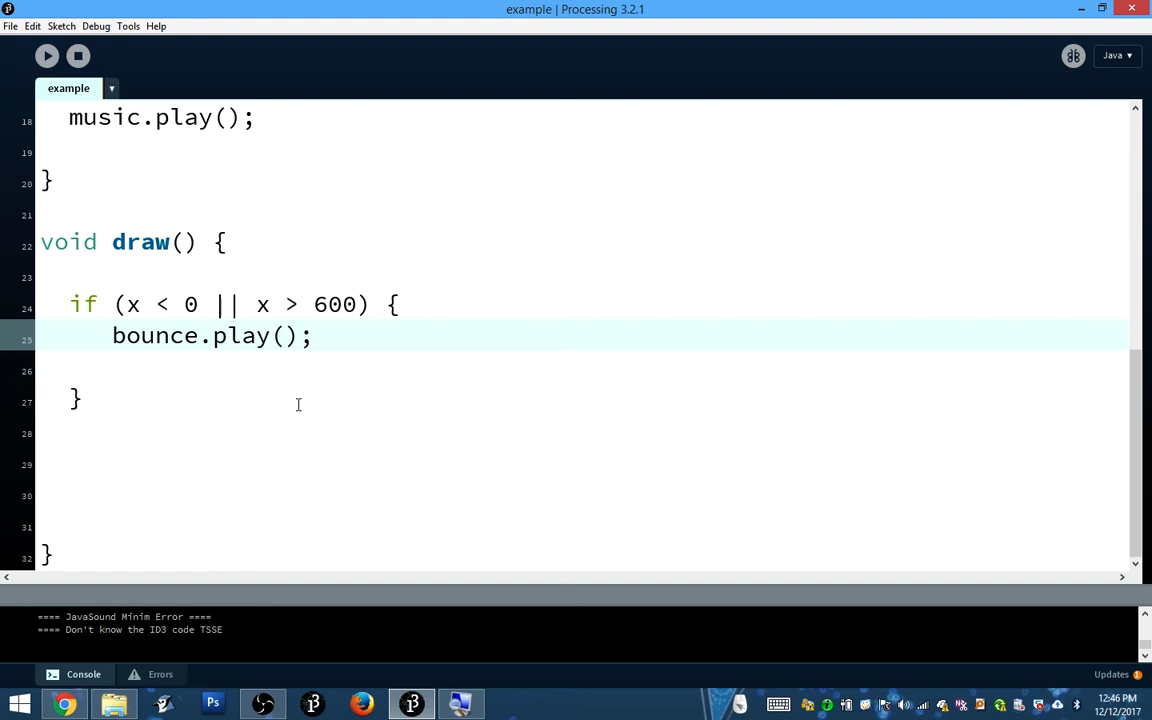 example | Processing 3.2.1
File Edit Sketch Debug Tools Help
Java ▾
example ▾
18 music.play();
19
20 }
21
22 void draw() {
23
24 if (x < 0 || x > 600) {
25 bounce.play();
26
27 }
28
29
30
31
32 }
==== JavaSound Minim Error ====
==== Don't know the ID3 code TSSE
Console Errors
Updates 1
Ps
12:46 PM
12/12/2017